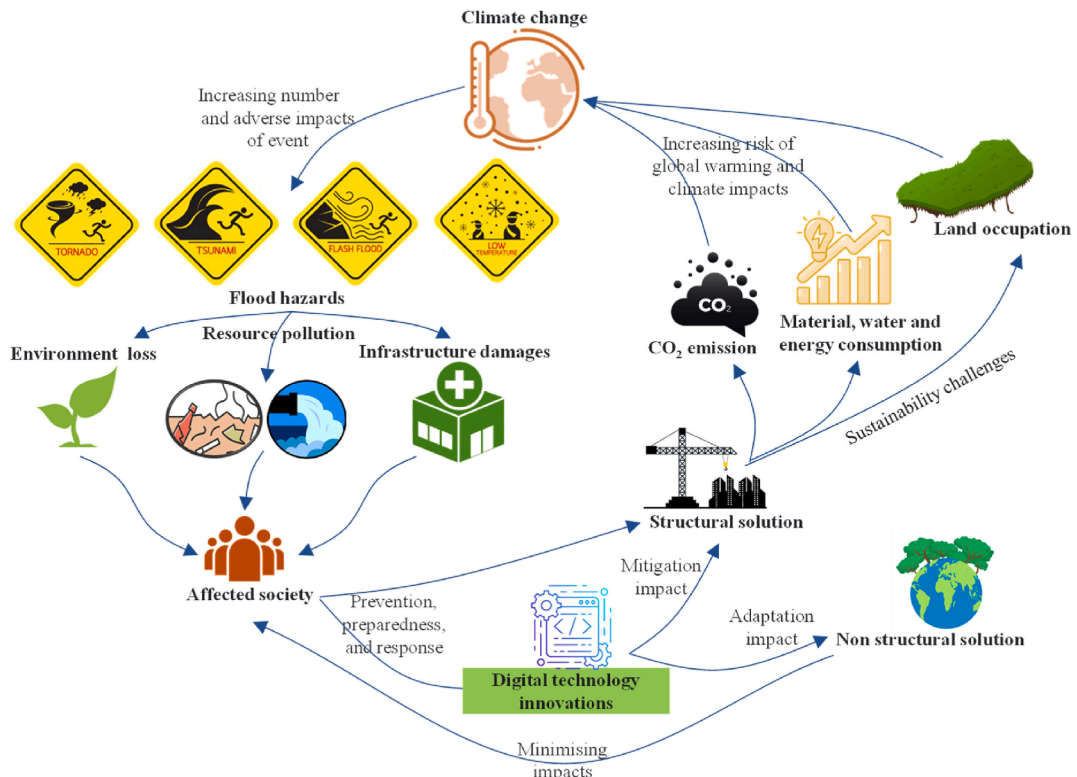 Climate change
Increasing number
and adverse impacts
of event
Increasing risk of
global warming and
climate impacts
TORNADO
TSUNAMI
FLASH FLOOD
LOW
TEMPERATURE
Land occupation
Flood hazards
CO₂
Material, water and
energy consumption
Environment loss
Resource pollution
Infrastructure damages
CO₂ emission
Sustainability challenges
Structural solution
Affected society
Mitigation
impact
Prevention,
preparedness,
and response
</>
Adaptation
impact
Non structural solution
Digital technology
innovations
Minimising
impacts